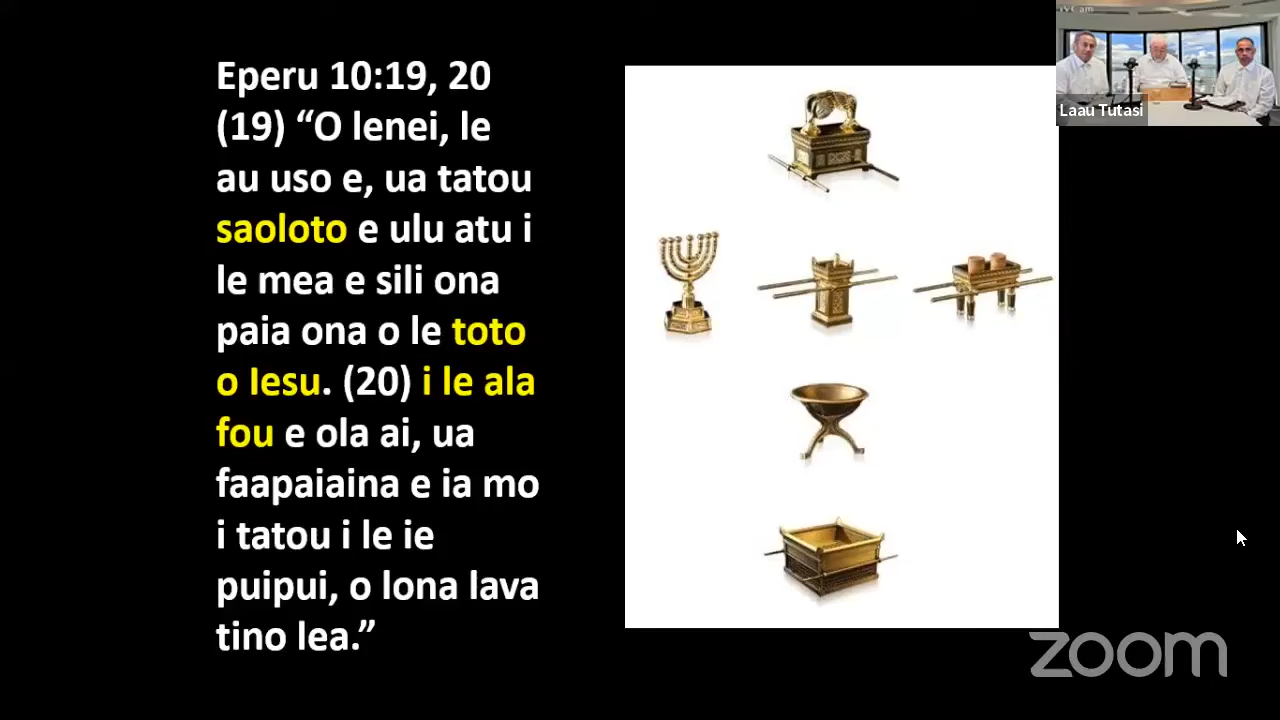 Eperu 10:19, 20
(19) “O lenei, le
au uso e, ua tatou
saoloto e ulu atu i
le mea e sili ona
paia ona o le toto
o Iesu. (20) i le ala
fou e ola ai, ua
faapaiaina e ia mo
i tatou i le ie
puipui, o lona lava
tino lea.”
Laau Tutasi
zoom